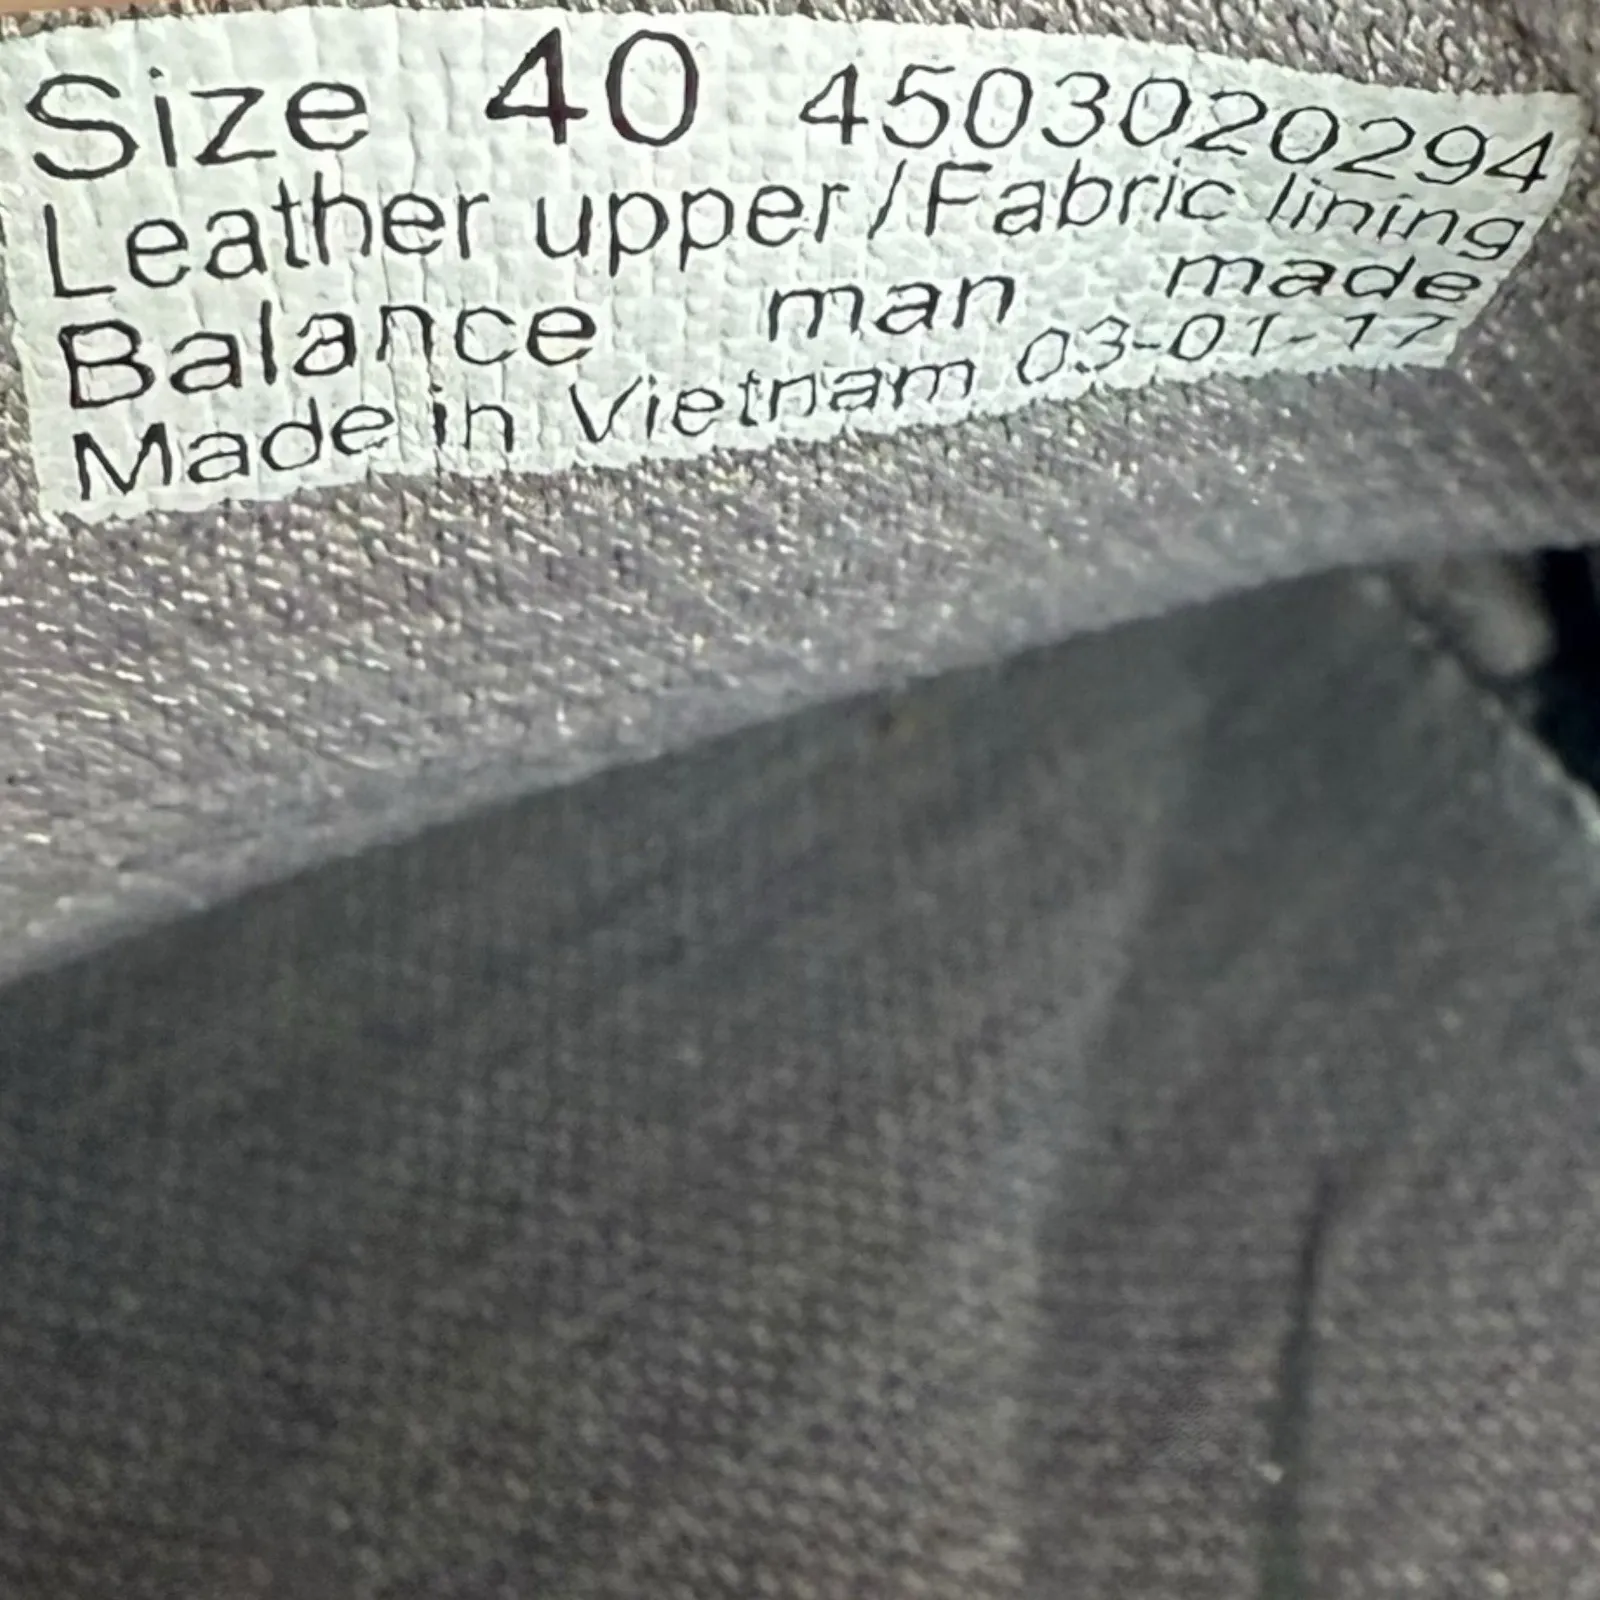 Size 40 4503020294
Leather upper/Fabric lining
Balance man made
Made in Vietnam 03-01-17